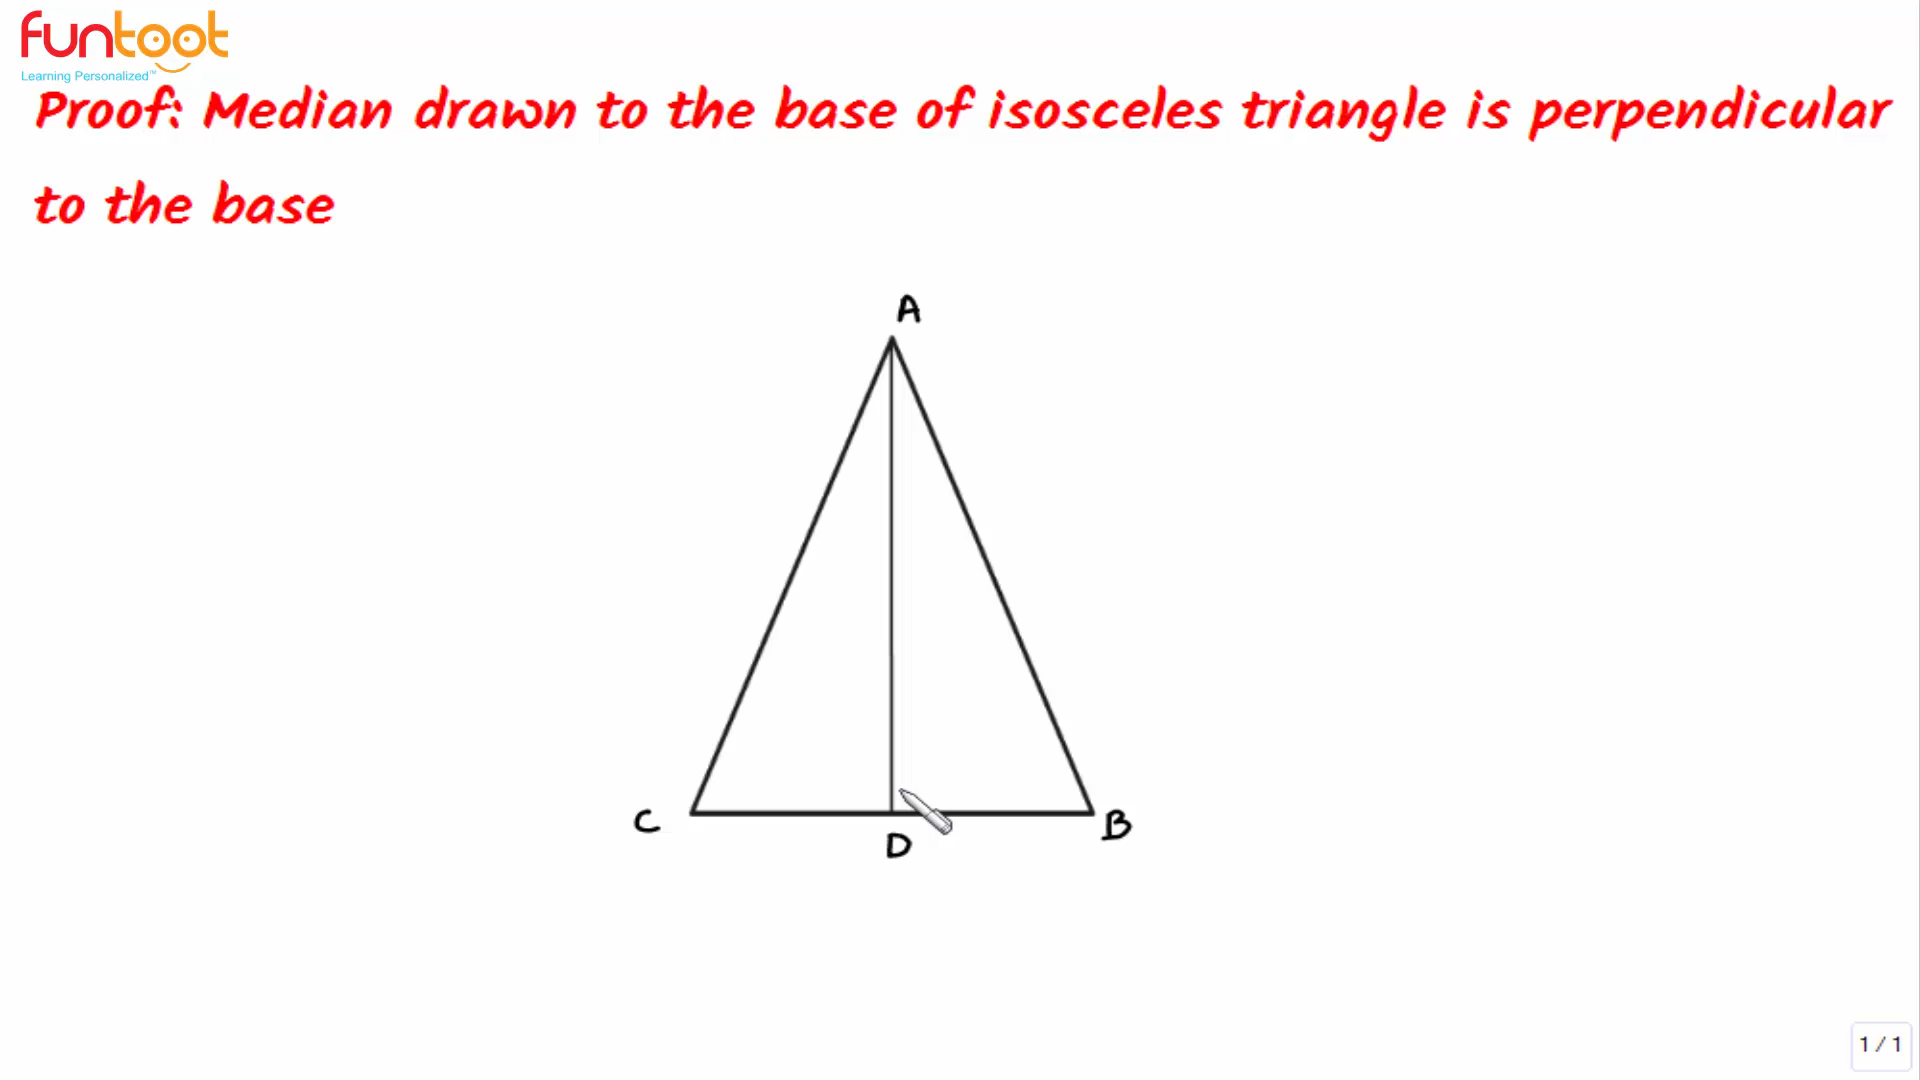 funtoot
Learning Personalized™
Proof: Median drawn to the base of isosceles triangle is perpendicular
to the base
A
C
B
D
1 / 1